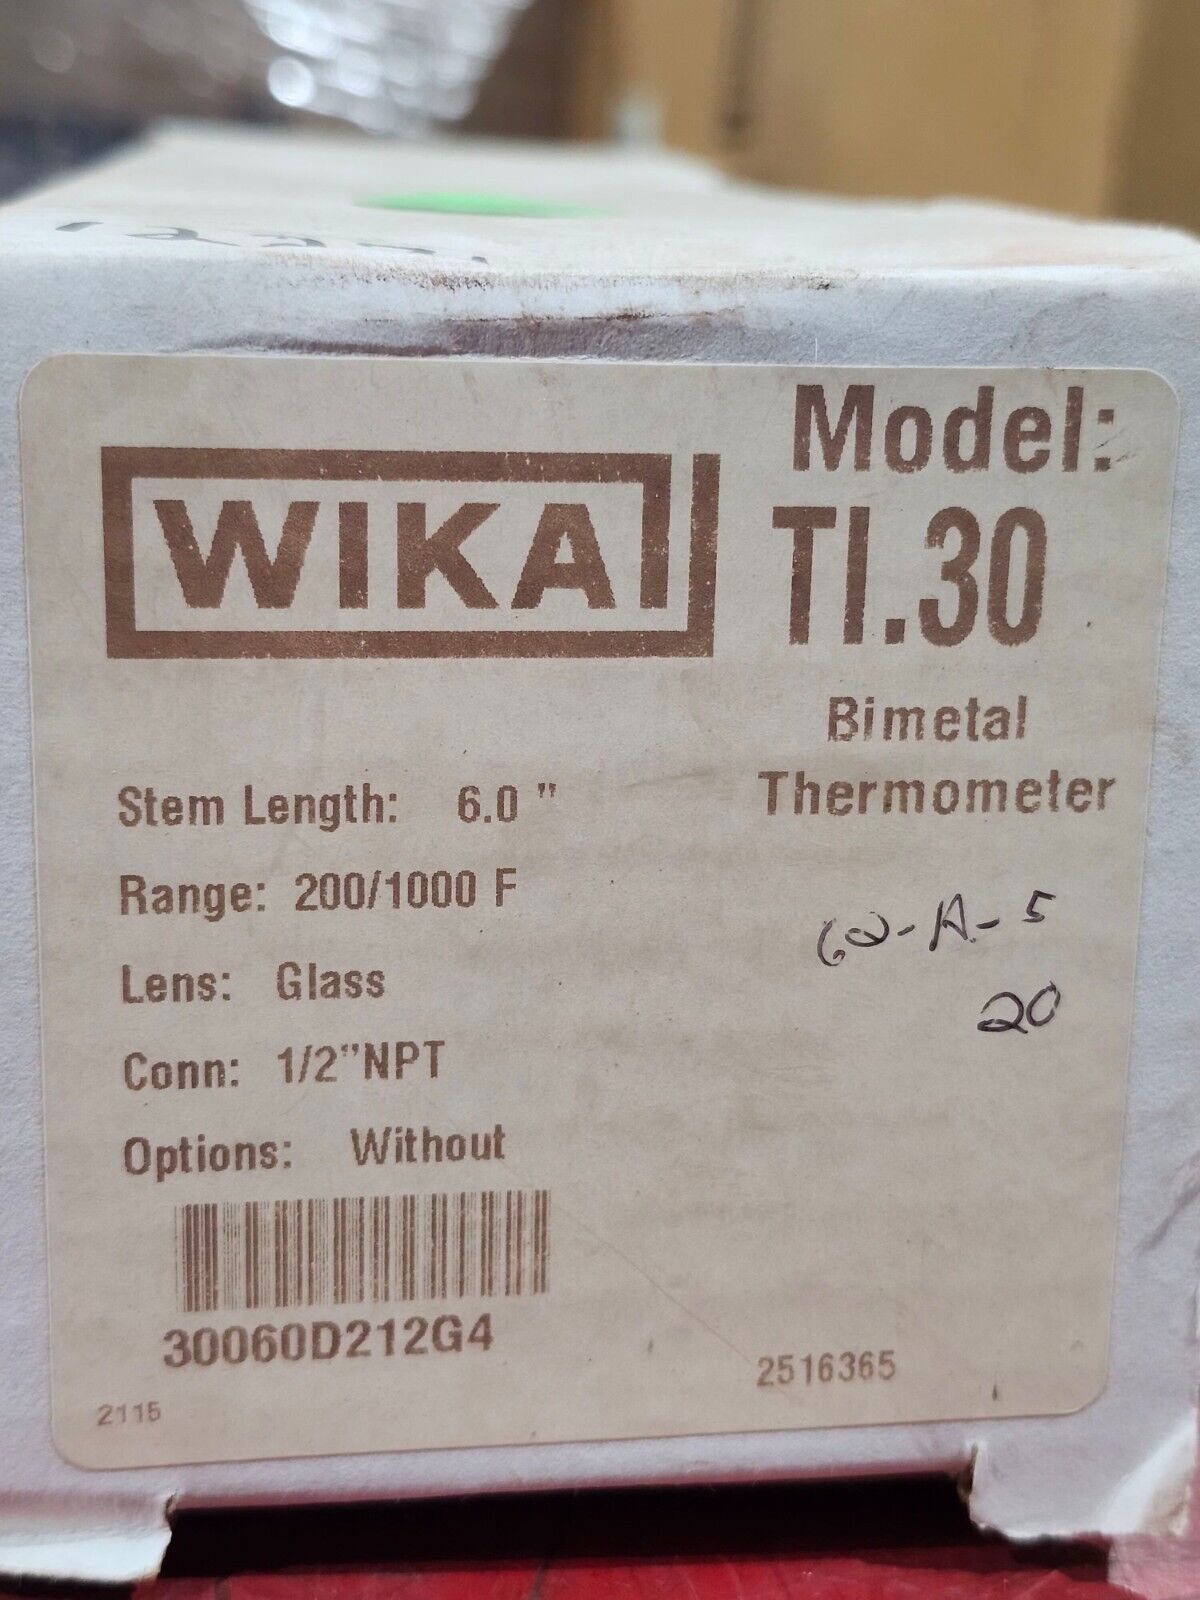 WIKA
Model:
TI.30
Bimetal
Thermometer
Stem Length: 6.0 "
Range: 200/1000 F
Lens: Glass
Conn: 1/2"NPT
Options: Without
62-A-5
20
30060D212G4
2516365
2115